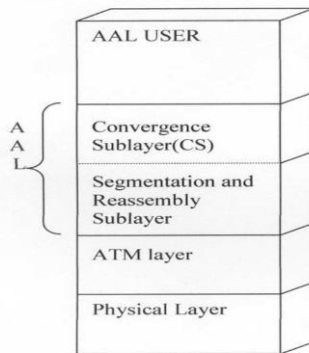 AAL USER
A
A
L
Convergence
Sublayer(CS)
Segmentation and
Reassembly
Sublayer
ATM layer
Physical Layer